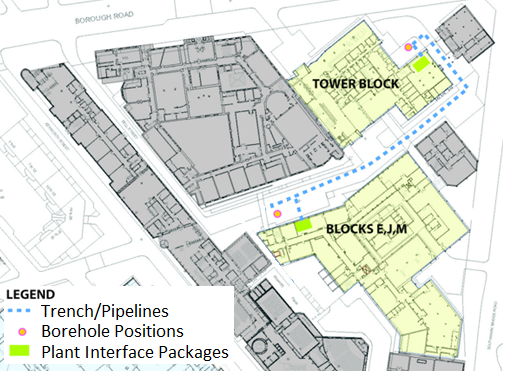 BOROUGH ROAD
TOWER BLOCK
BLOCKS E,J,M
LEGEND
Trench/Pipelines
Borehole Positions
Plant Interface Packages